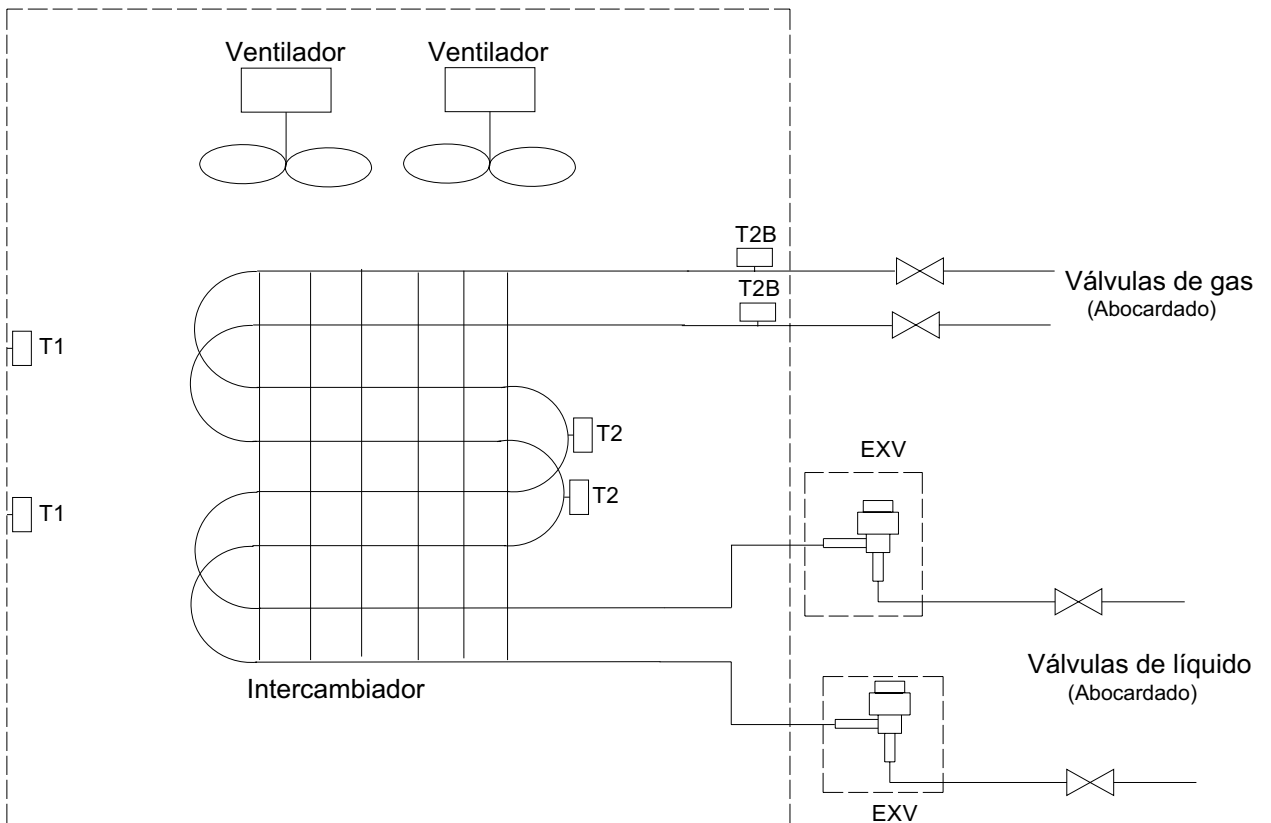 Ventilador
Ventilador
T2B
T2B
Válvulas de gas
(Abocardado)
T1
T2
EXV
T2
T1
Válvulas de líquido
(Abocardado)
Intercambiador
EXV